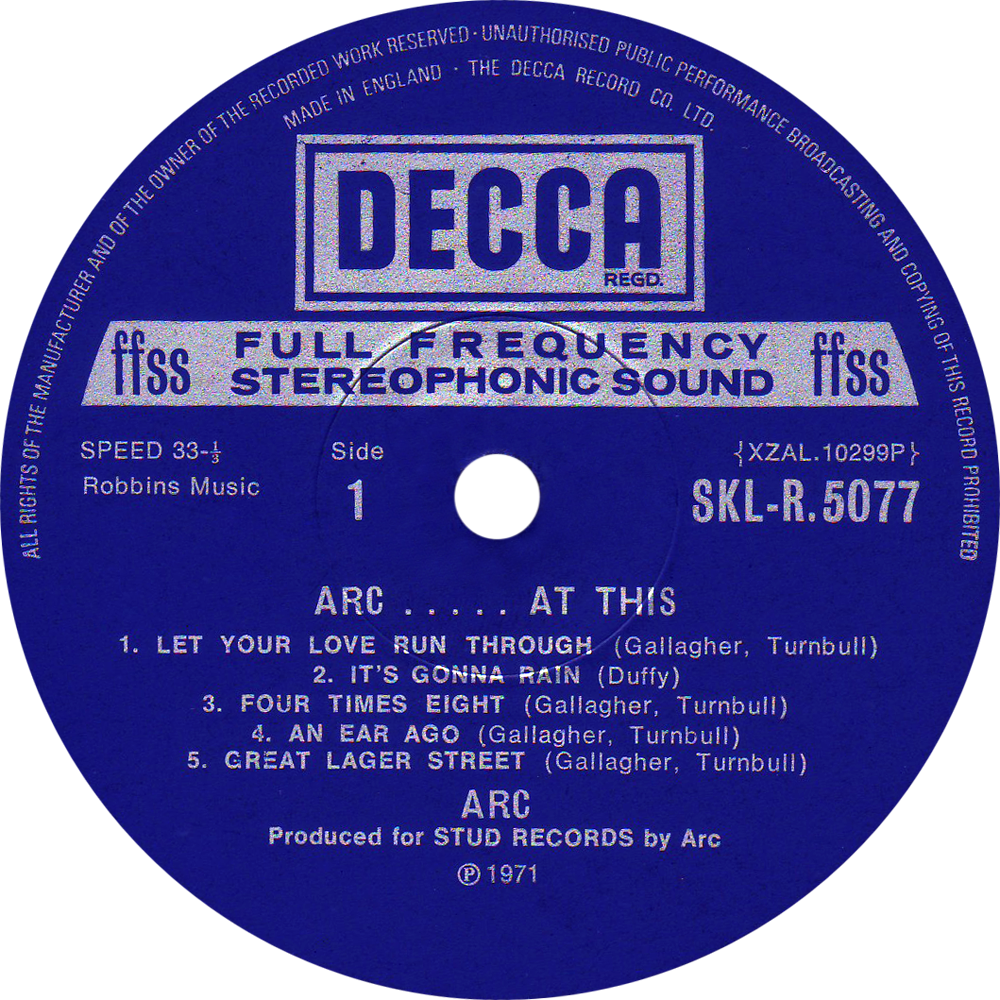 ALL RIGHTS OF THE MANUFACTURER AND OF THE OWNER OF THE RECORDED WORK RESERVED · UNAUTHORISED PUBLIC PERFORMANCE BROADCASTING AND COPYING OF THIS RECORD PROHIBITED
MADE IN ENGLAND · THE DECCA RECORD CO. LTD.
DECCA
REGD.
ffss FULL FREQUENCY ffss
STEREOPHONIC SOUND
SPEED 33-⅓ Side {XZAL.10299P}
Robbins Music 1 SKL-R.5077
ARC ..... AT THIS
1. LET YOUR LOVE RUN THROUGH (Gallagher, Turnbull)
2. IT'S GONNA RAIN (Duffy)
3. FOUR TIMES EIGHT (Gallagher, Turnbull)
4. AN EAR AGO (Gallagher, Turnbull)
5. GREAT LAGER STREET (Gallagher, Turnbull)
ARC
Produced for STUD RECORDS by Arc
℗ 1971